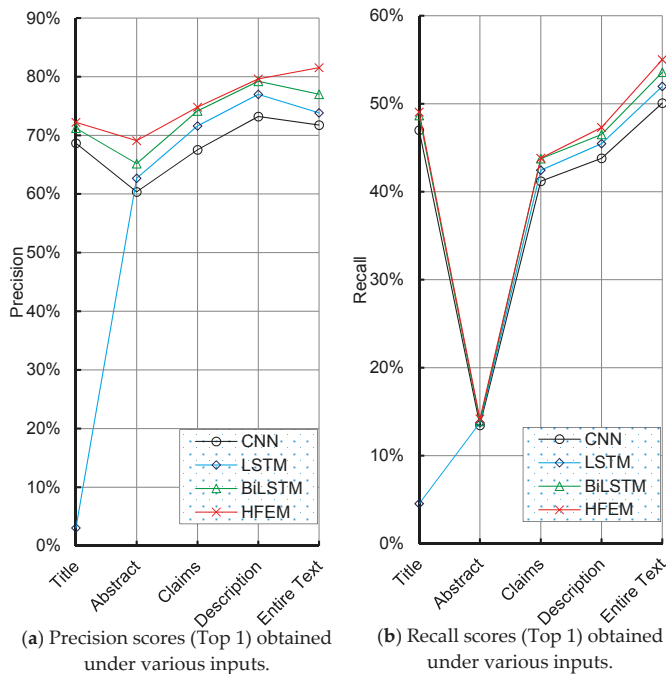 90%
80%
70%
60%
50%
40%
30%
20%
10%
0%
Precision
CNN
LSTM
BiLSTM
HFEM
Title
Abstract
Claims
Description
Entire Text
(a) Precision scores (Top 1) obtained
under various inputs.
60%
50%
40%
30%
20%
10%
0%
Recall
CNN
LSTM
BiLSTM
HFEM
Title
Abstract
Claims
Description
Entire Text
(b) Recall scores (Top 1) obtained
under various inputs.